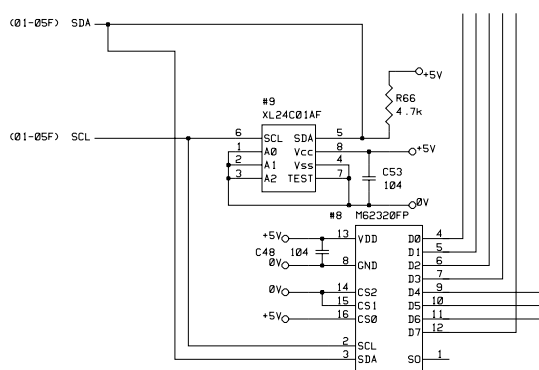 (01-05F) SDA
+5V
#9
XL24C01AF
R66
4.7k
(01-05F) SCL
6 SCL SDA 5
1 A0 Vcc 8 +5V
2 A1 Vss 4
3 A2 TEST 7
C53
104
0V
#8 M62320FP
+5V 13 VDD D0 4
D1 5
C48 104
0V 8 GND D2 6
D3 7
0V 14 CS2 D4 9
15 CS1 D5 10
+5V 16 CS0 D6 11
D7 12
2 SCL
3 SDA SO 1